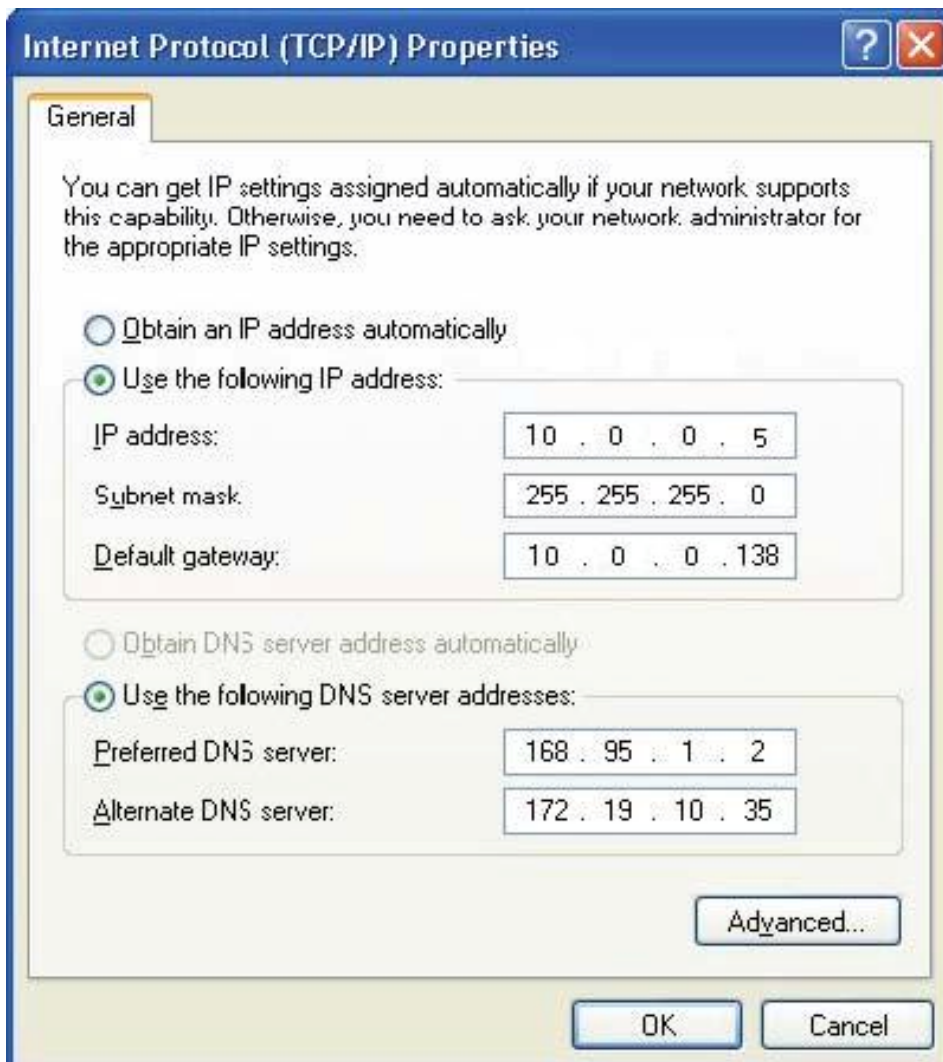 Internet Protocol (TCP/IP) Properties
General
You can get IP settings assigned automatically if your network supports
this capability. Otherwise, you need to ask your network administrator for
the appropriate IP settings.
Obtain an IP address automatically
Use the following IP address:
IP address: 10 . 0 . 0 . 5
Subnet mask: 255 . 255 . 255 . 0
Default gateway: 10 . 0 . 0 . 138
Obtain DNS server address automatically
Use the following DNS server addresses:
Preferred DNS server: 168 . 95 . 1 . 2
Alternate DNS server: 172 . 19 . 10 . 35
Advanced...
OK Cancel